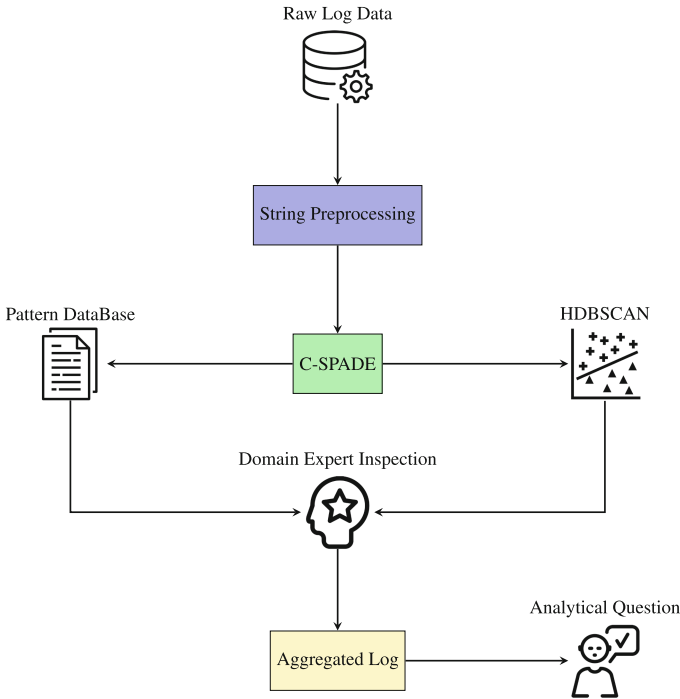 Raw Log Data
String Preprocessing
Pattern DataBase
HDBSCAN
C-SPADE
Domain Expert Inspection
Analytical Question
Aggregated Log